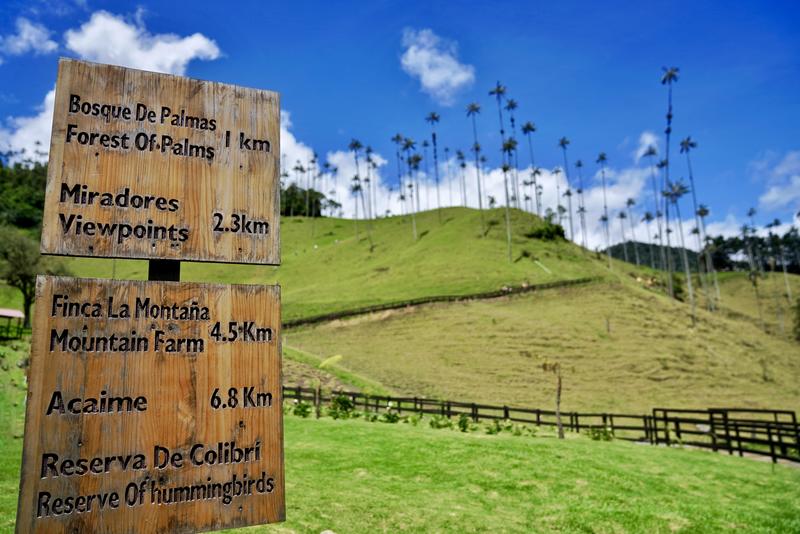 Bosque De Palmas
Forest Of Palms 1 km
Miradores
Viewpoints 2.3km
Finca La Montaña
Mountain Farm 4.5 Km
Acaime 6.8 Km
Reserva De Colibrí
Reserve Of hummingbirds